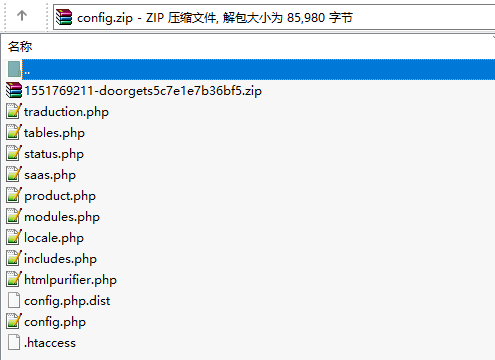 config.zip - ZIP 压缩文件, 解包大小为 85,980 字节
名称
..
1551769211-doorgets5c7e1e7b36bf5.zip
traduction.php
tables.php
status.php
saas.php
product.php
modules.php
locale.php
includes.php
htmlpurifier.php
config.php.dist
config.php
.htaccess